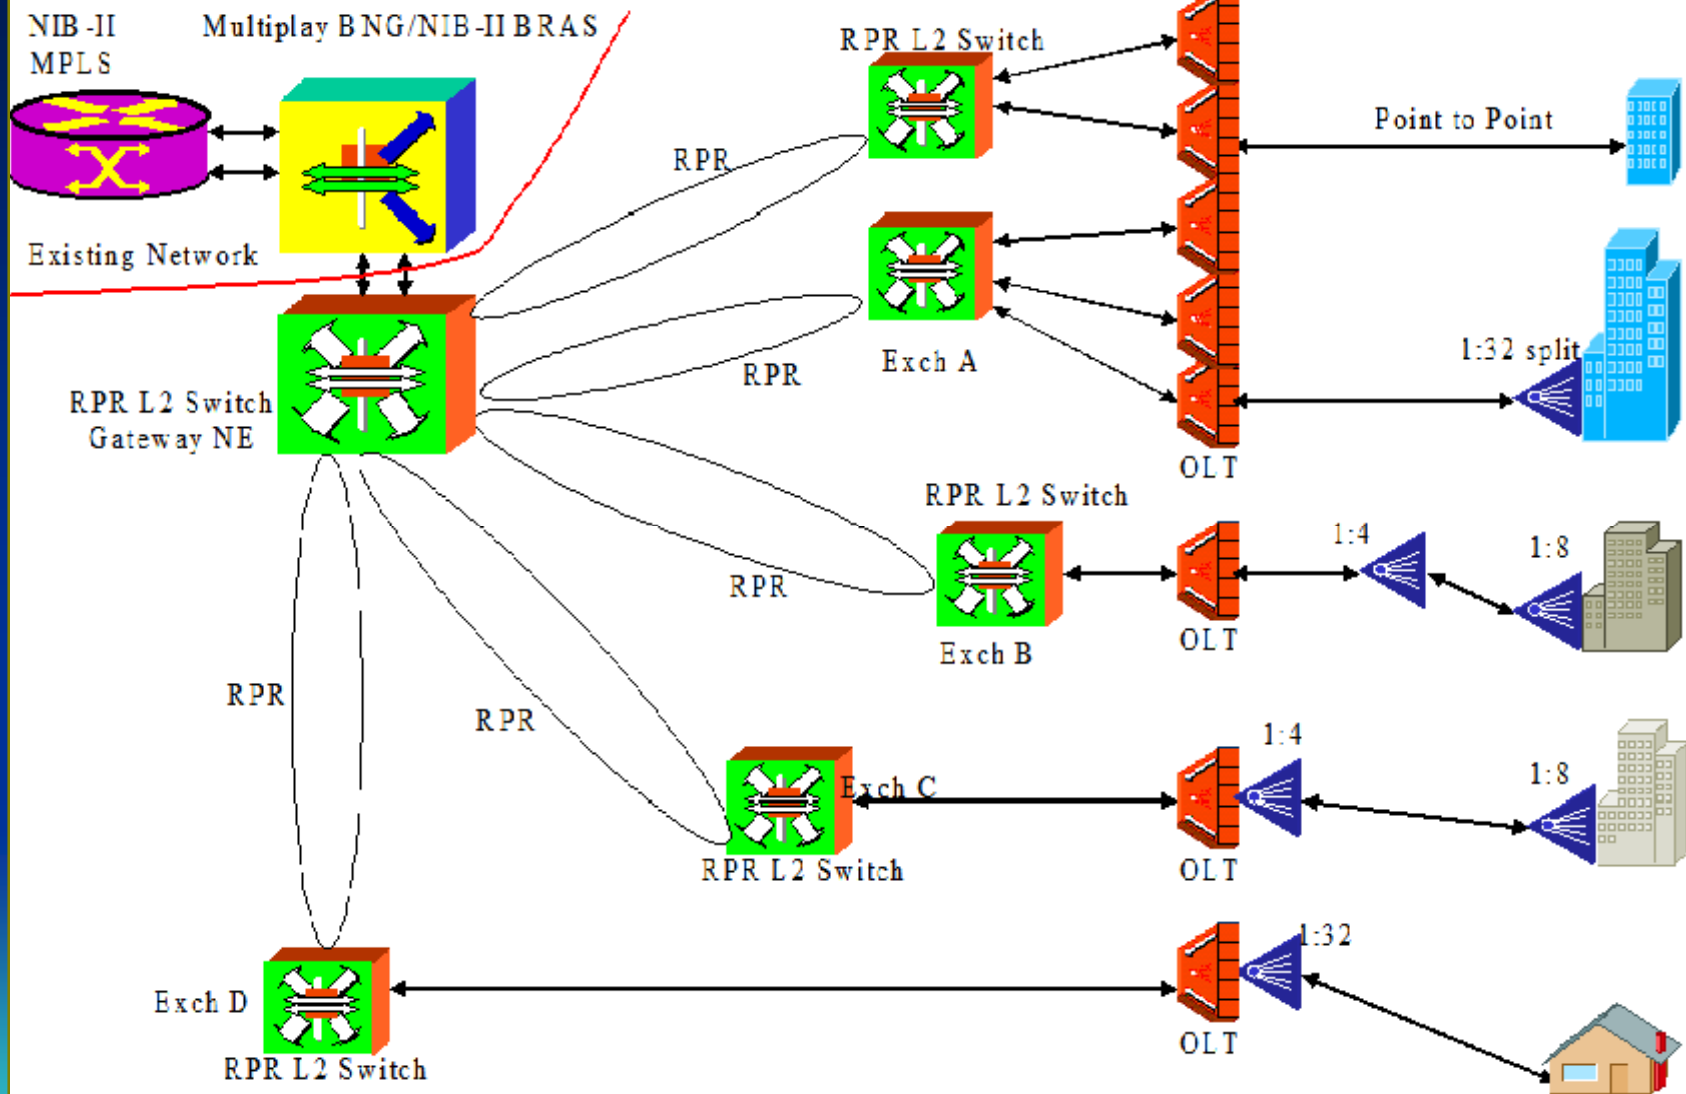 NIB-II
MPLS
Multiplay BNG/NIB-II BRAS
Existing Network
RPR L2 Switch
Gateway NE
RPR
RPR L2 Switch
Point to Point
RPR
Exch A
1:32 split
OLT
RPR L2 Switch
RPR
Exch B
OLT
1:4
1:8
RPR
RPR
Exch C
RPR L2 Switch
1:4
1:8
OLT
Exch D
RPR L2 Switch
1:32
OLT